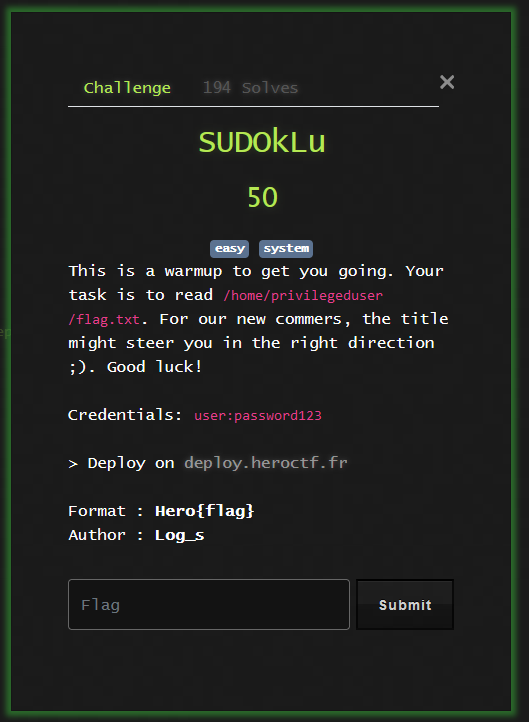 Challenge 194 Solves ×
SUDOkLu
50
easy system
This is a warmup to get you going. Your
task is to read /home/privilegeduser
/flag.txt. For our new commers, the title
might steer you in the right direction
;). Good luck!
Credentials: user:password123
> Deploy on deploy.heroctf.fr
Format : Hero{flag}
Author : Log_s
Flag Submit